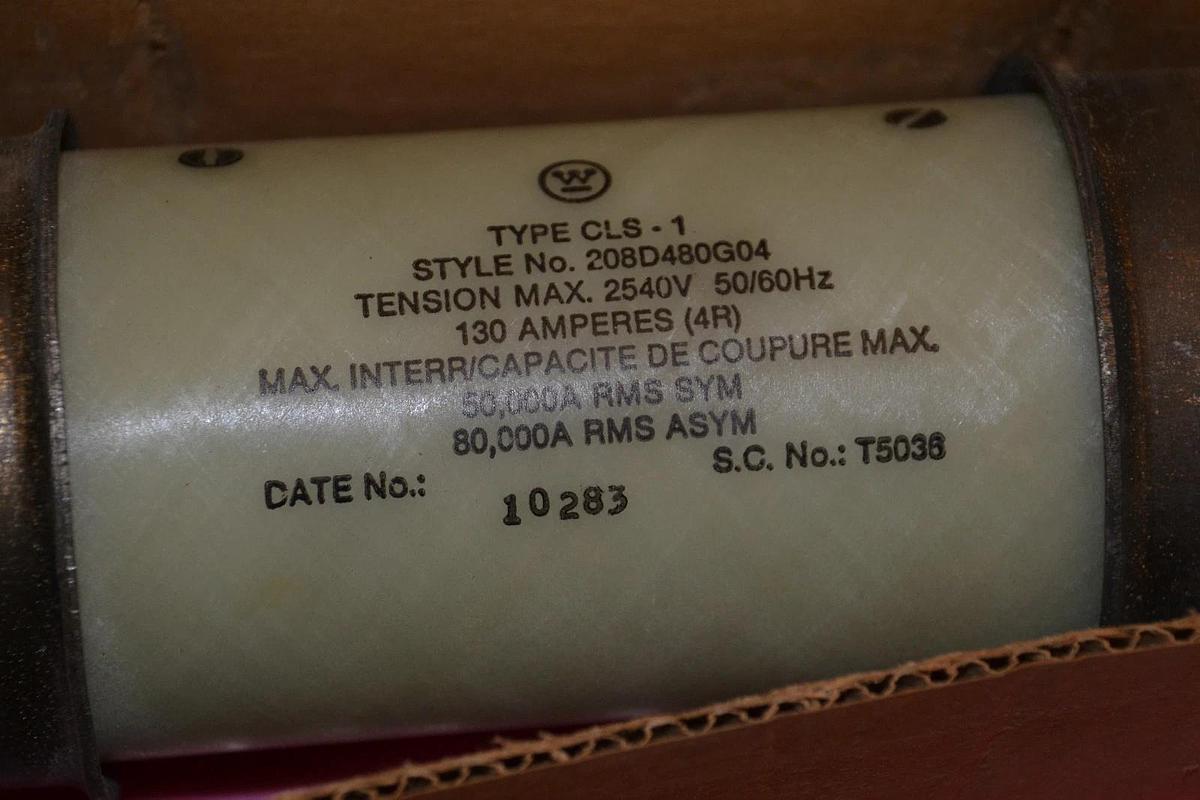 W
TYPE CLS - 1
STYLE No. 208D480G04
TENSION MAX. 2540V 50/60Hz
130 AMPERES (4R)
MAX. INTERR/CAPACITE DE COUPURE MAX.
50,000A RMS SYM
80,000A RMS ASYM
S.C. No.: T5036
DATE No.: 10283